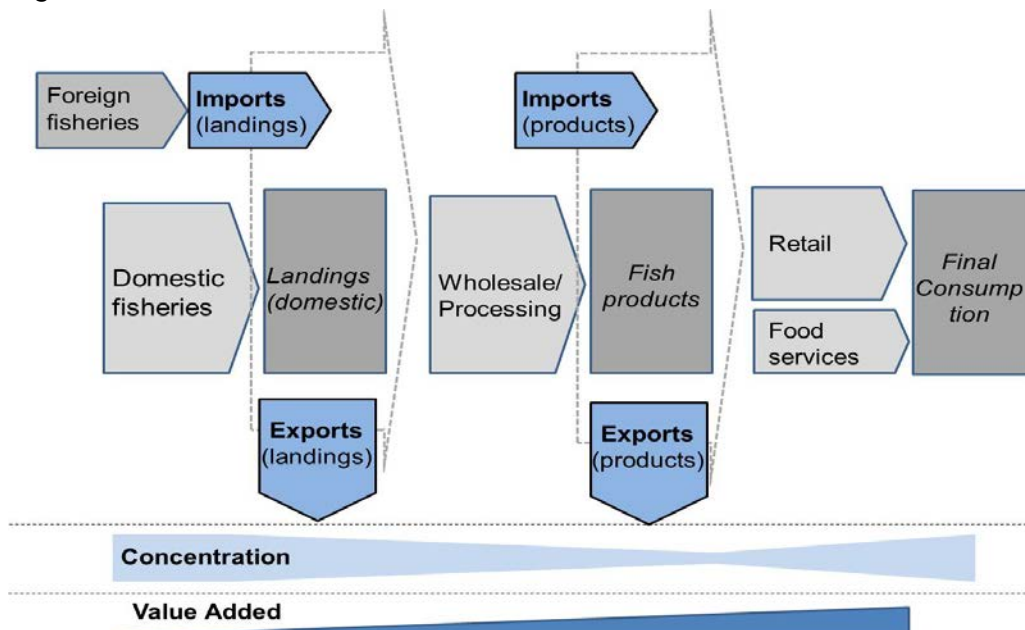 Foreign
fisheries
Imports
(landings)
Imports
(products)
Domestic
fisheries
Landings
(domestic)
Wholesale/
Processing
Fish
products
Retail
Food
services
Final
Consump
tion
Exports
(landings)
Exports
(products)
Concentration
Value Added